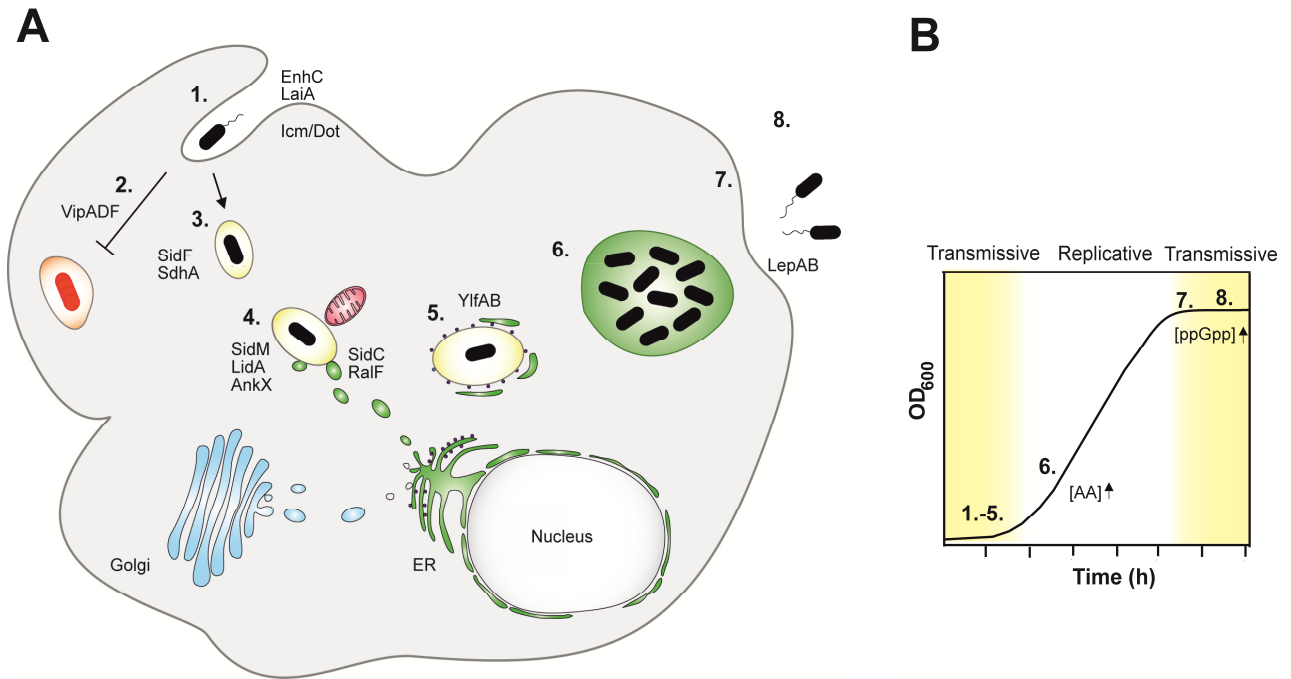 A
1.
EnhC
LaiA
Icm/Dot
2.
VipADF
3.
SidF
SdhA
4.
SidM
LidA
AnkX
SidC
RalF
5.
YlfAB
6.
7.
8.
LepAB
Golgi
ER
Nucleus
B
Transmissive Replicative Transmissive
7. 8.
[ppGpp]
6.
[AA]
1.-5.
OD600
Time (h)